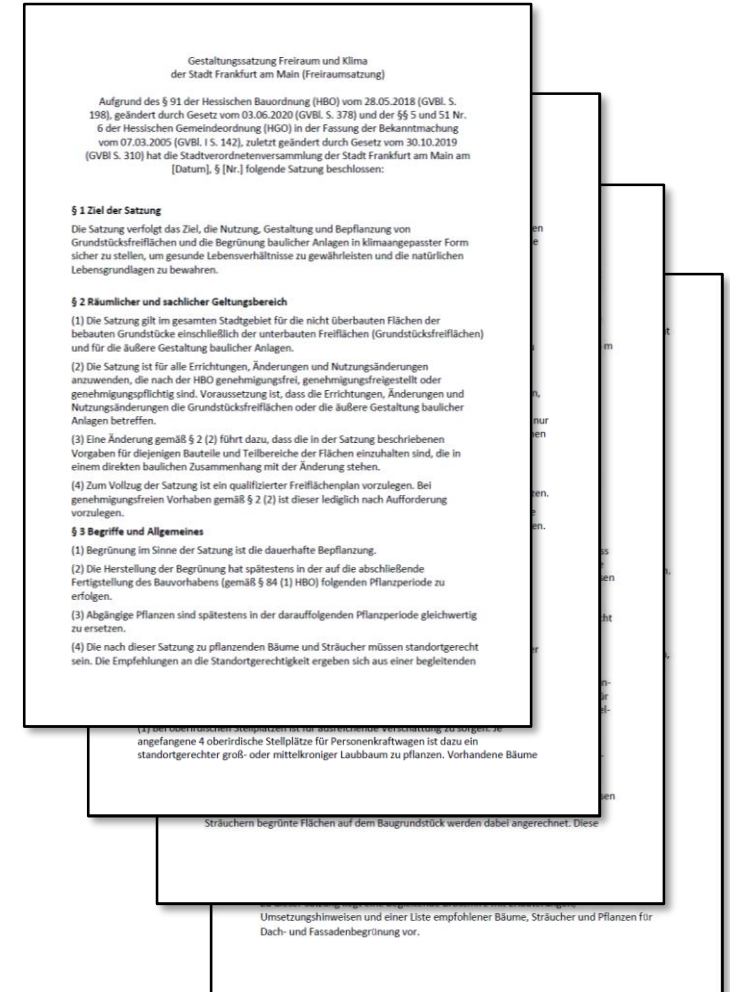 Gestaltungssatzung Freiraum und Klima
der Stadt Frankfurt am Main (Freiraumsatzung)
Aufgrund des § 91 der Hessischen Bauordnung (HBO) vom 28.05.2018 (GVBl. S.
198), geändert durch Gesetz vom 03.06.2020 (GVBl. S. 378) und der §§ 5 und 51 Nr.
6 der Hessischen Gemeindeordnung (HGO) in der Fassung der Bekanntmachung
vom 07.03.2005 (GVBl. I S. 142), zuletzt geändert durch Gesetz vom 30.10.2019
(GVBl S. 310) hat die Stadtverordnetenversammlung der Stadt Frankfurt am Main am
[Datum], § [Nr.] folgende Satzung beschlossen:
§ 1 Ziel der Satzung
Die Satzung verfolgt das Ziel, die Nutzung, Gestaltung und Bepflanzung von
Grundstücksfreiflächen und die Begrünung baulicher Anlagen in klimaangepasster Form
sicher zu stellen, um gesunde Lebensverhältnisse zu gewährleisten und die natürlichen
Lebensgrundlagen zu bewahren.
§ 2 Räumlicher und sachlicher Geltungsbereich
(1) Die Satzung gilt im gesamten Stadtgebiet für die nicht überbauten Flächen der
bebauten Grundstücke einschließlich der unterbauten Freiflächen (Grundstücksfreiflächen)
und für die äußere Gestaltung baulicher Anlagen.
(2) Die Satzung ist für alle Errichtungen, Änderungen und Nutzungsänderungen
anzuwenden, die nach der HBO genehmigungsfrei, genehmigungsfreigestellt oder
genehmigungspflichtig sind. Voraussetzung ist, dass die Errichtungen, Änderungen und
Nutzungsänderungen die Grundstücksfreiflächen oder die äußere Gestaltung baulicher
Anlagen betreffen.
(3) Eine Änderung gemäß § 2 (2) führt dazu, dass die in der Satzung beschriebenen
Vorgaben für diejenigen Bauteile und Teilbereiche der Flächen einzuhalten sind, die in
einem direkten baulichen Zusammenhang mit der Änderung stehen.
(4) Zum Vollzug der Satzung ist ein qualifizierter Freiflächenplan vorzulegen. Bei
genehmigungsfreien Vorhaben gemäß § 2 (2) ist dieser lediglich nach Aufforderung
vorzulegen.
§ 3 Begriffe und Allgemeines
(1) Begrünung im Sinne der Satzung ist die dauerhafte Bepflanzung.
(2) Die Herstellung der Begrünung hat spätestens in der auf die abschließende
Fertigstellung des Bauvorhabens (gemäß § 84 (1) HBO) folgenden Pflanzperiode zu
erfolgen.
(3) Abgängige Pflanzen sind spätestens in der darauffolgenden Pflanzperiode gleichwertig
zu ersetzen.
(4) Die nach dieser Satzung zu pflanzenden Bäume und Sträucher müssen standortgerecht
sein. Die Empfehlungen an die Standortgerechtigkeit ergeben sich aus einer begleitenden
(1) Bei oberirdischen Stellplätzen ist für ausreichende Verschattung zu sorgen. Je
angefangene 4 oberirdische Stellplätze für Personenkraftwagen ist dazu ein
standortgerechter groß- oder mittelkroniger Laubbaum zu pflanzen. Vorhandene Bäume
Sträuchern begrünte Flächen auf dem Baugrundstück werden dabei angerechnet. Diese
Umsetzungshinweisen und einer Liste empfohlener Bäume, Sträucher und Pflanzen für
Dach- und Fassadenbegrünung vor.